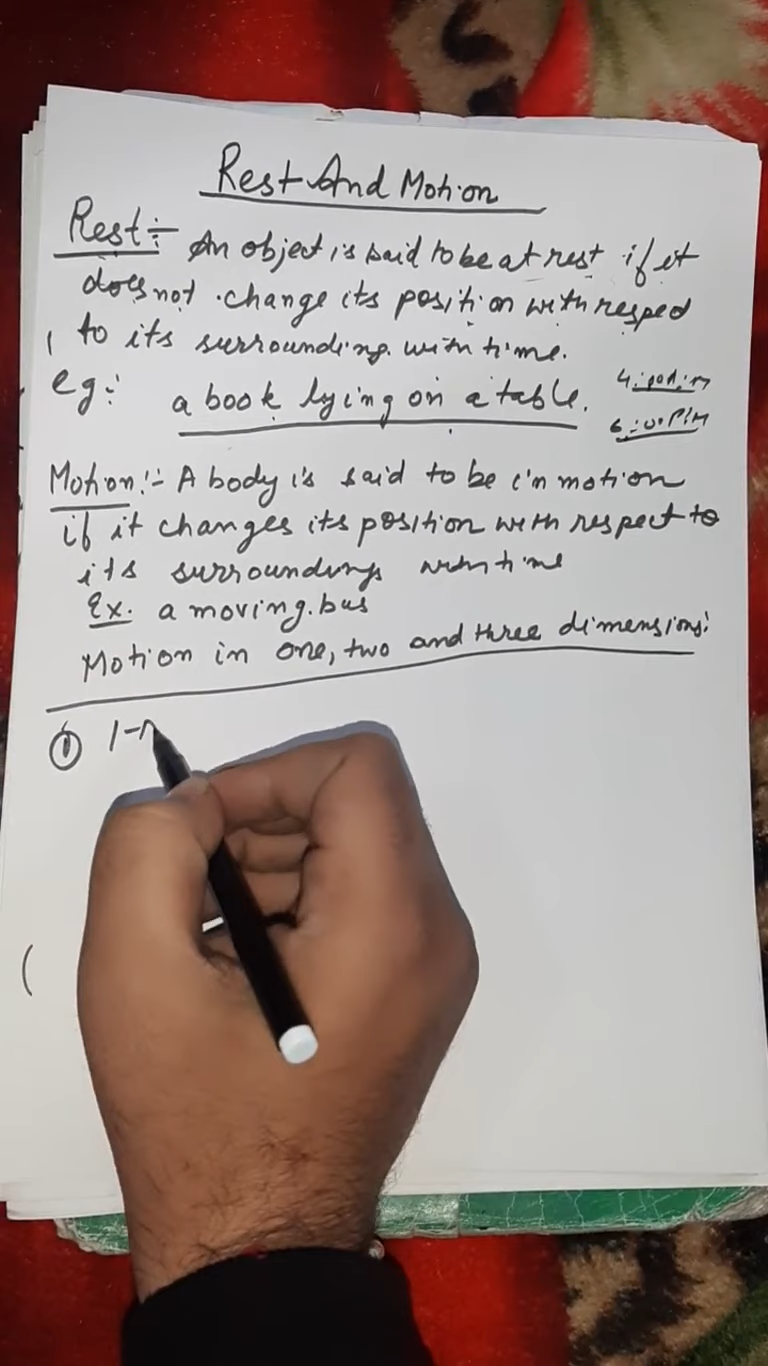 Rest And Motion
Rest:- An object is said to be at rest if it
does not change its position with respect
to its surrounding with time.
eg:- a book lying on a table.
4:00 P.M
6:00 P.M
Motion:- A body is said to be in motion
if it changes its position with respect to
its surroundings with time
Ex. a moving bus
Motion in one, two and three dimensions:
① 1-